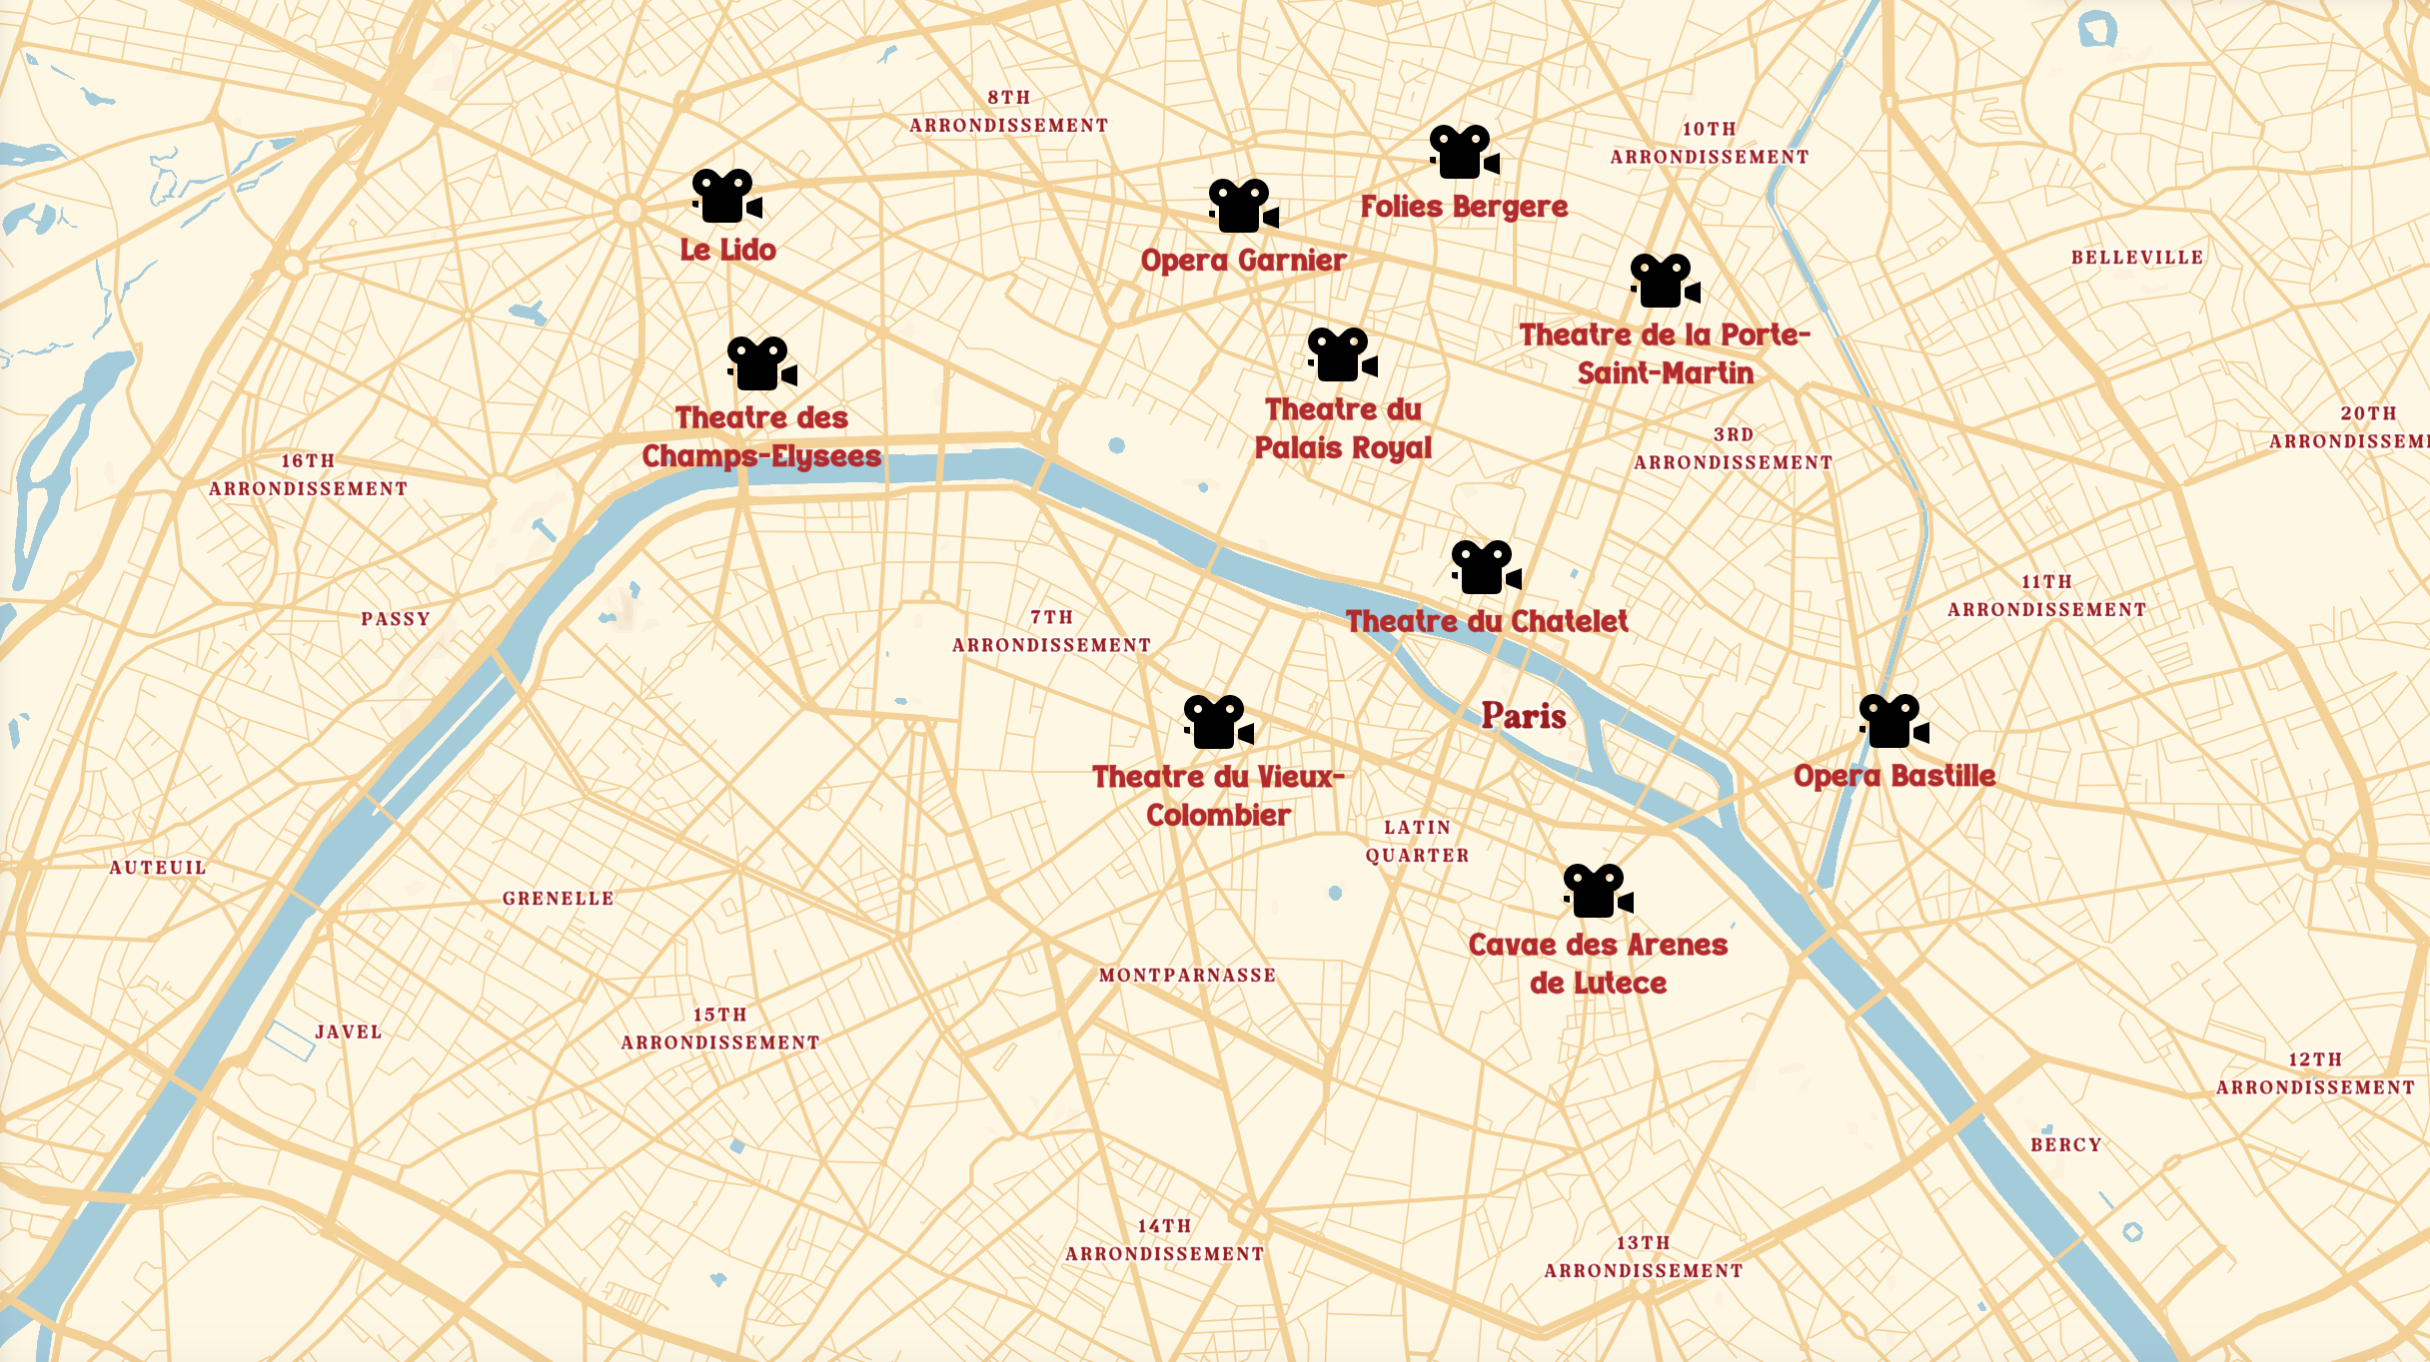 8TH
ARRONDISSEMENT
10TH
ARRONDISSEMENT
Folies Bergere
Le Lido
Opera Garnier
BELLEVILLE
Theatre de la Porte-
Saint-Martin
Theatre des
Champs-Elysees
Theatre du
Palais Royal
3RD
ARRONDISSEMENT
20TH
ARRONDISSEM
16TH
ARRONDISSEMENT
11TH
ARRONDISSEMENT
PASSY
7TH
ARRONDISSEMENT
Theatre du Chatelet
Paris
Theatre du Vieux-
Colombier
Opera Bastille
LATIN
QUARTER
AUTEUIL
GRENELLE
Cavae des Arenes
de Lutece
MONTPARNASSE
JAVEL
15TH
ARRONDISSEMENT
12TH
ARRONDISSEMENT
BERCY
14TH
ARRONDISSEMENT
13TH
ARRONDISSEMENT